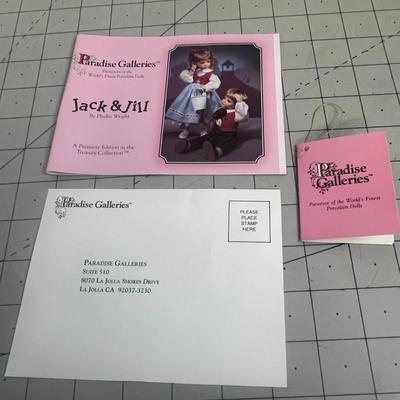 Paradise Galleries™
Purveyor of the
World's Finest Porcelain Dolls
Jack & Jill
By Phyllis Wright
A Premiere Edition in the
Treasury Collection™
Paradise
Galleries™
Purveyor of the World's Finest
Porcelain Dolls
Paradise Galleries™
PLEASE
PLACE
STAMP
HERE
PARADISE GALLERIES
SUITE 510
8070 LA JOLLA SHORES DRIVE
LA JOLLA CA 92037-3230